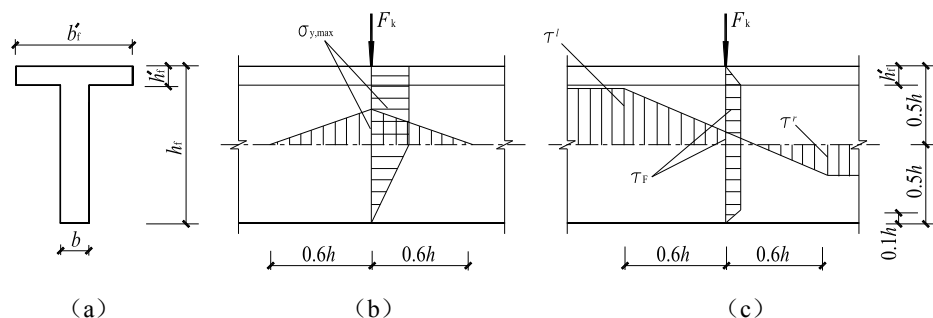 b'f
h'f
hf
b
(a)
Fk
σy,max
0.6h
0.6h
(b)
Fk
τl
τr
τF
0.6h
0.6h
h'f
0.5h
0.5h
0.1h
(c)